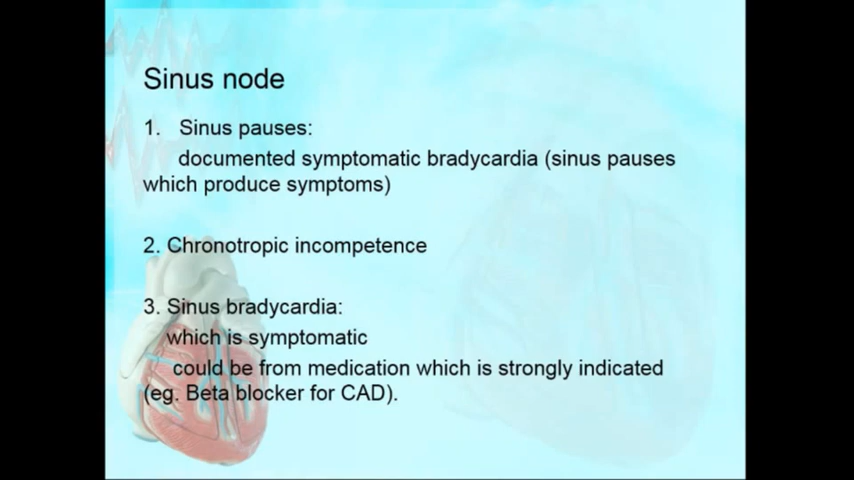 Sinus node
1. Sinus pauses:
documented symptomatic bradycardia (sinus pauses
which produce symptoms)
2. Chronotropic incompetence
3. Sinus bradycardia:
which is symptomatic
could be from medication which is strongly indicated
(eg. Beta blocker for CAD).